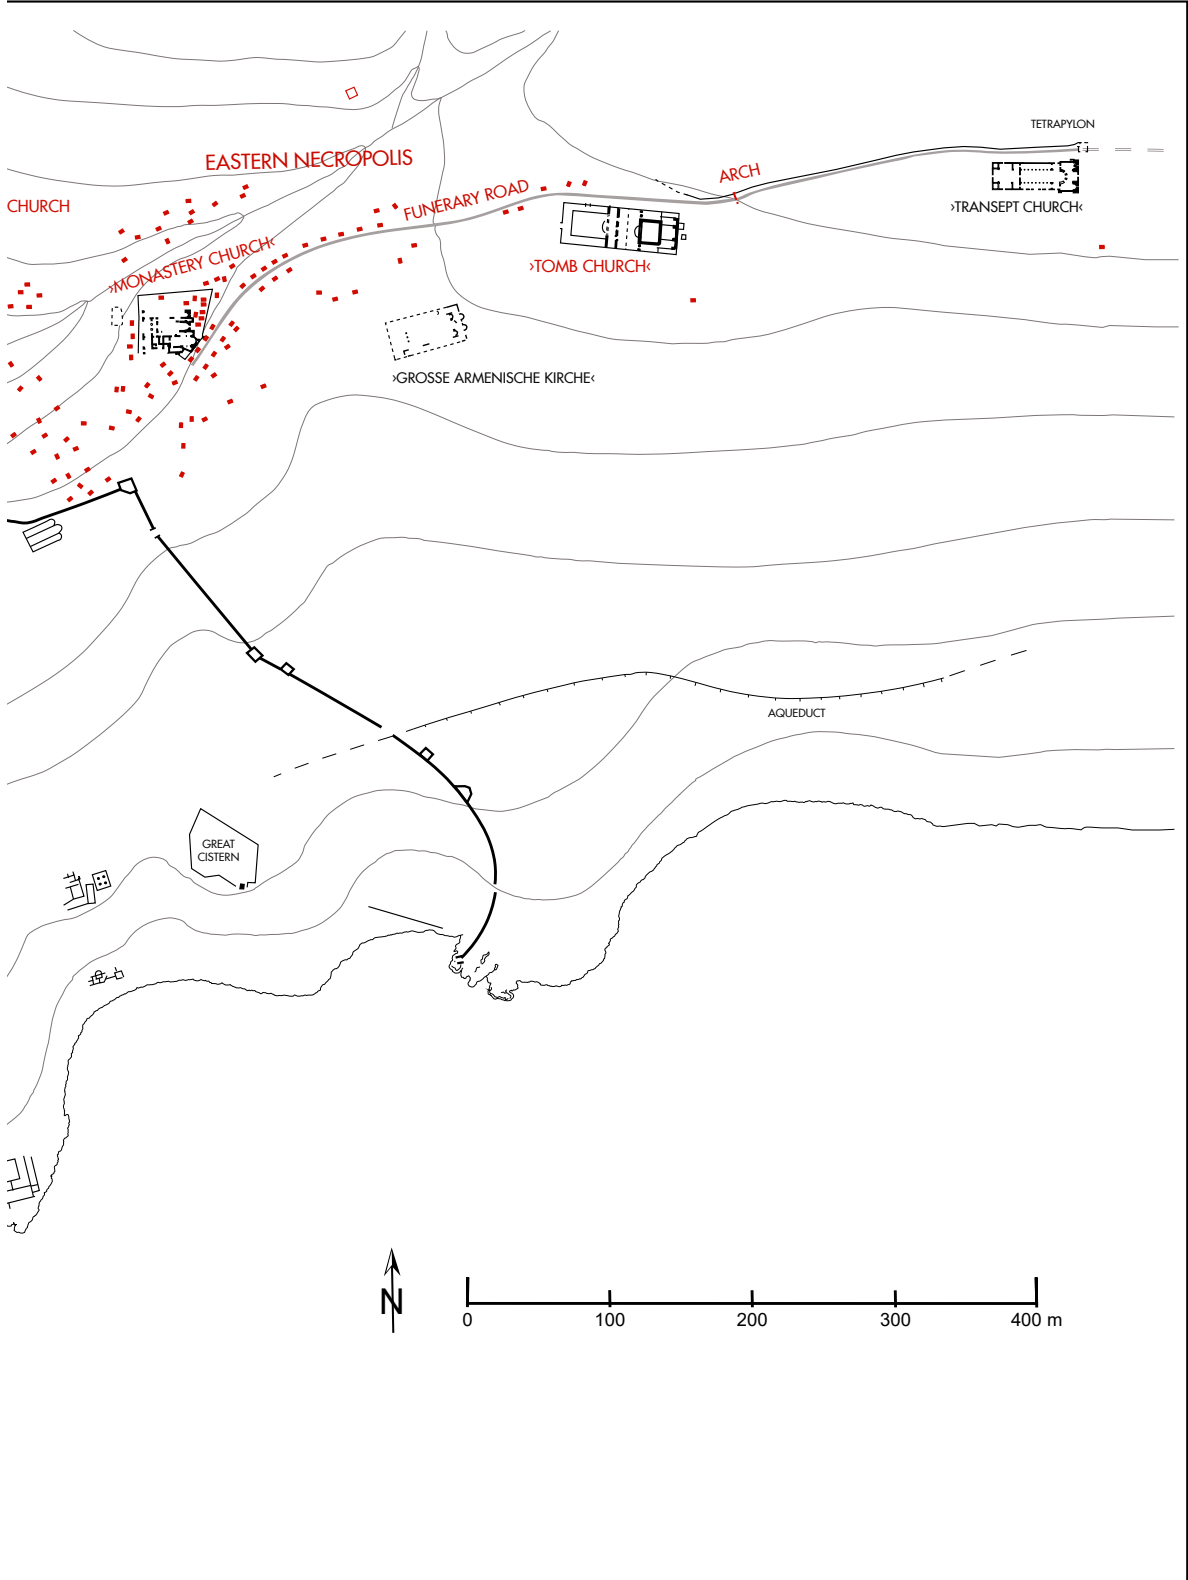 TETRAPYLON
EASTERN NECROPOLIS
ARCH
FUNERARY ROAD
CHURCH
›TRANSEPT CHURCH‹
›MONASTERY CHURCH‹
›TOMB CHURCH‹
›GROSSE ARMENISCHE KIRCHE‹
AQUEDUCT
GREAT
CISTERN
N
0 100 200 300 400 m